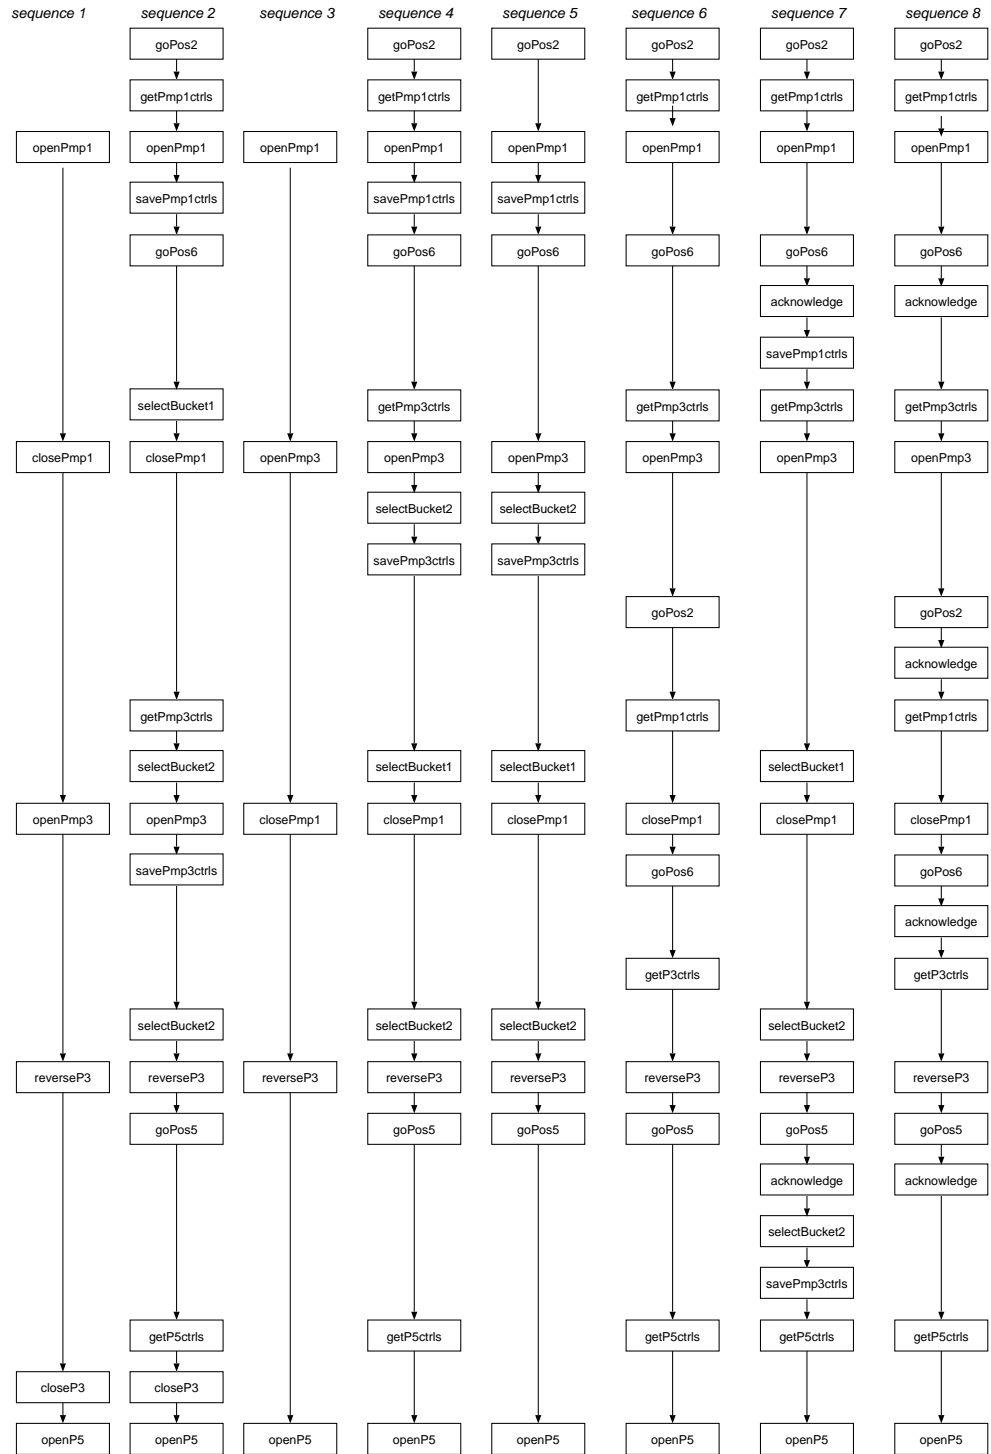 sequence 1
sequence 2
sequence 3
sequence 4
sequence 5
sequence 6
sequence 7
sequence 8
goPos2
goPos2
goPos2
goPos2
goPos2
goPos2
getPmp1ctrls
getPmp1ctrls
getPmp1ctrls
getPmp1ctrls
getPmp1ctrls
openPmp1
openPmp1
openPmp1
openPmp1
openPmp1
openPmp1
openPmp1
openPmp1
savePmp1ctrls
savePmp1ctrls
savePmp1ctrls
goPos6
goPos6
goPos6
goPos6
goPos6
goPos6
acknowledge
acknowledge
savePmp1ctrls
selectBucket1
getPmp3ctrls
getPmp3ctrls
getPmp3ctrls
getPmp3ctrls
closePmp1
closePmp1
openPmp3
openPmp3
openPmp3
openPmp3
openPmp3
openPmp3
selectBucket2
selectBucket2
savePmp3ctrls
savePmp3ctrls
goPos2
goPos2
acknowledge
getPmp3ctrls
getPmp1ctrls
getPmp1ctrls
selectBucket2
selectBucket1
selectBucket1
selectBucket1
openPmp3
openPmp3
closePmp1
closePmp1
closePmp1
closePmp1
closePmp1
closePmp1
savePmp3ctrls
goPos6
goPos6
acknowledge
getP3ctrls
getP3ctrls
selectBucket2
selectBucket2
selectBucket2
selectBucket2
reverseP3
reverseP3
reverseP3
reverseP3
reverseP3
reverseP3
reverseP3
reverseP3
goPos5
goPos5
goPos5
goPos5
goPos5
goPos5
acknowledge
acknowledge
selectBucket2
savePmp3ctrls
getP5ctrls
getP5ctrls
getP5ctrls
getP5ctrls
getP5ctrls
closeP3
closeP3
openP5
openP5
openP5
openP5
openP5
openP5
openP5
openP5